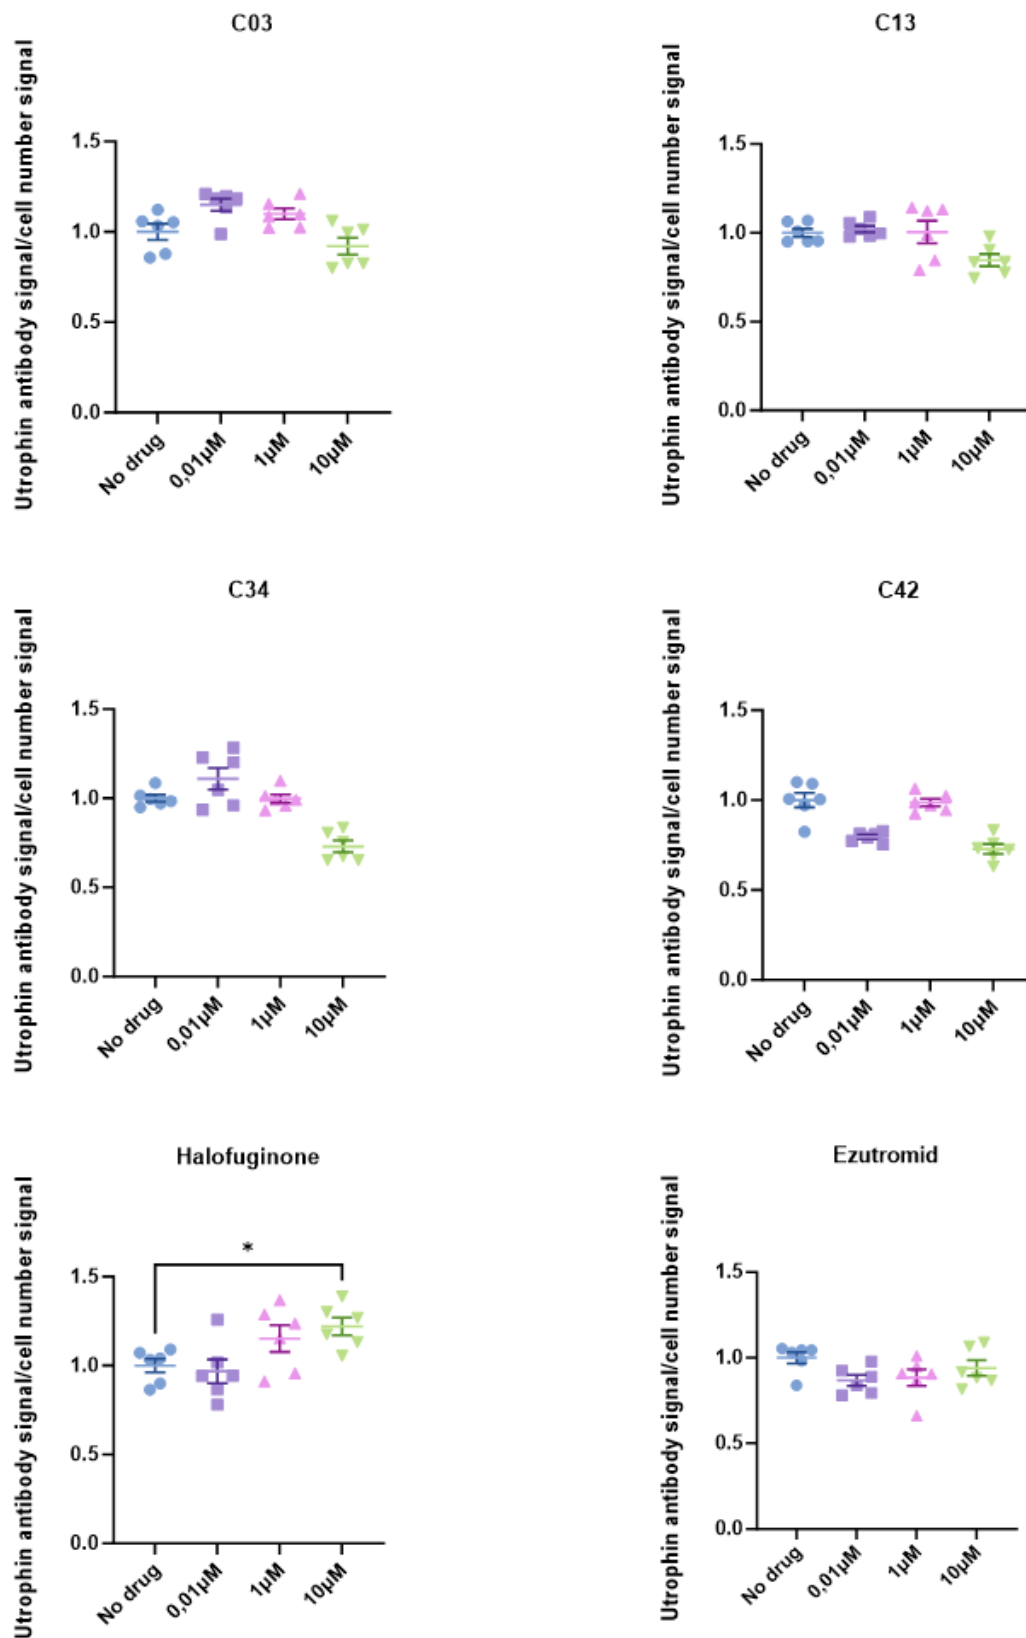 C03
Utrophin antibody signal/cell number signal
1.5
1.0
0.5
0.0
No drug
0,01µM
1µM
10µM
C13
Utrophin antibody signal/cell number signal
1.5
1.0
0.5
0.0
No drug
0,01µM
1µM
10µM
C34
Utrophin antibody signal/cell number signal
1.5
1.0
0.5
0.0
No drug
0,01µM
1µM
10µM
C42
Utrophin antibody signal/cell number signal
1.5
1.0
0.5
0.0
No drug
0,01µM
1µM
10µM
Halofuginone
Utrophin antibody signal/cell number signal
*
1.5
1.0
0.5
0.0
No drug
0,01µM
1µM
10µM
Ezutromid
Utrophin antibody signal/cell number signal
1.5
1.0
0.5
0.0
No drug
0,01µM
1µM
10µM